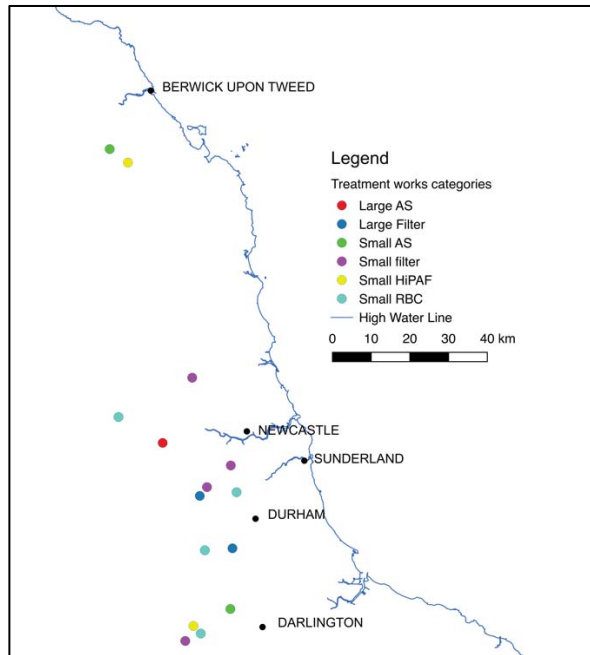 BERWICK UPON TWEED
Legend
Treatment works categories
Large AS
Large Filter
Small AS
Small filter
Small HiPAF
Small RBC
High Water Line
0 10 20 30 40 km
NEWCASTLE
SUNDERLAND
DURHAM
DARLINGTON